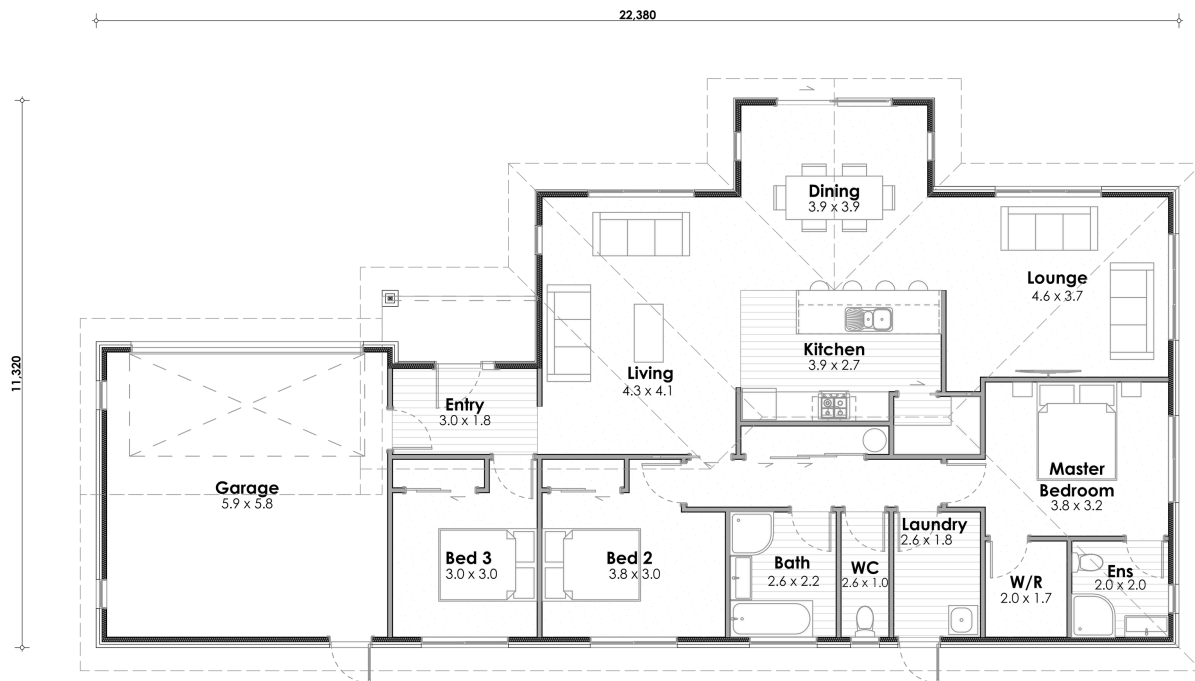 22,380
11,320
Dining
3.9 x 3.9
Lounge
4.6 x 3.7
Kitchen
3.9 x 2.7
Living
4.3 x 4.1
Entry
3.0 x 1.8
Garage
5.9 x 5.8
Master
Bedroom
3.8 x 3.2
Laundry
2.6 x 1.8
Bed 3
3.0 x 3.0
Bed 2
3.8 x 3.0
Bath
2.6 x 2.2
WC
2.6 x 1.0
W/R
2.0 x 1.7
Ens
2.0 x 2.0